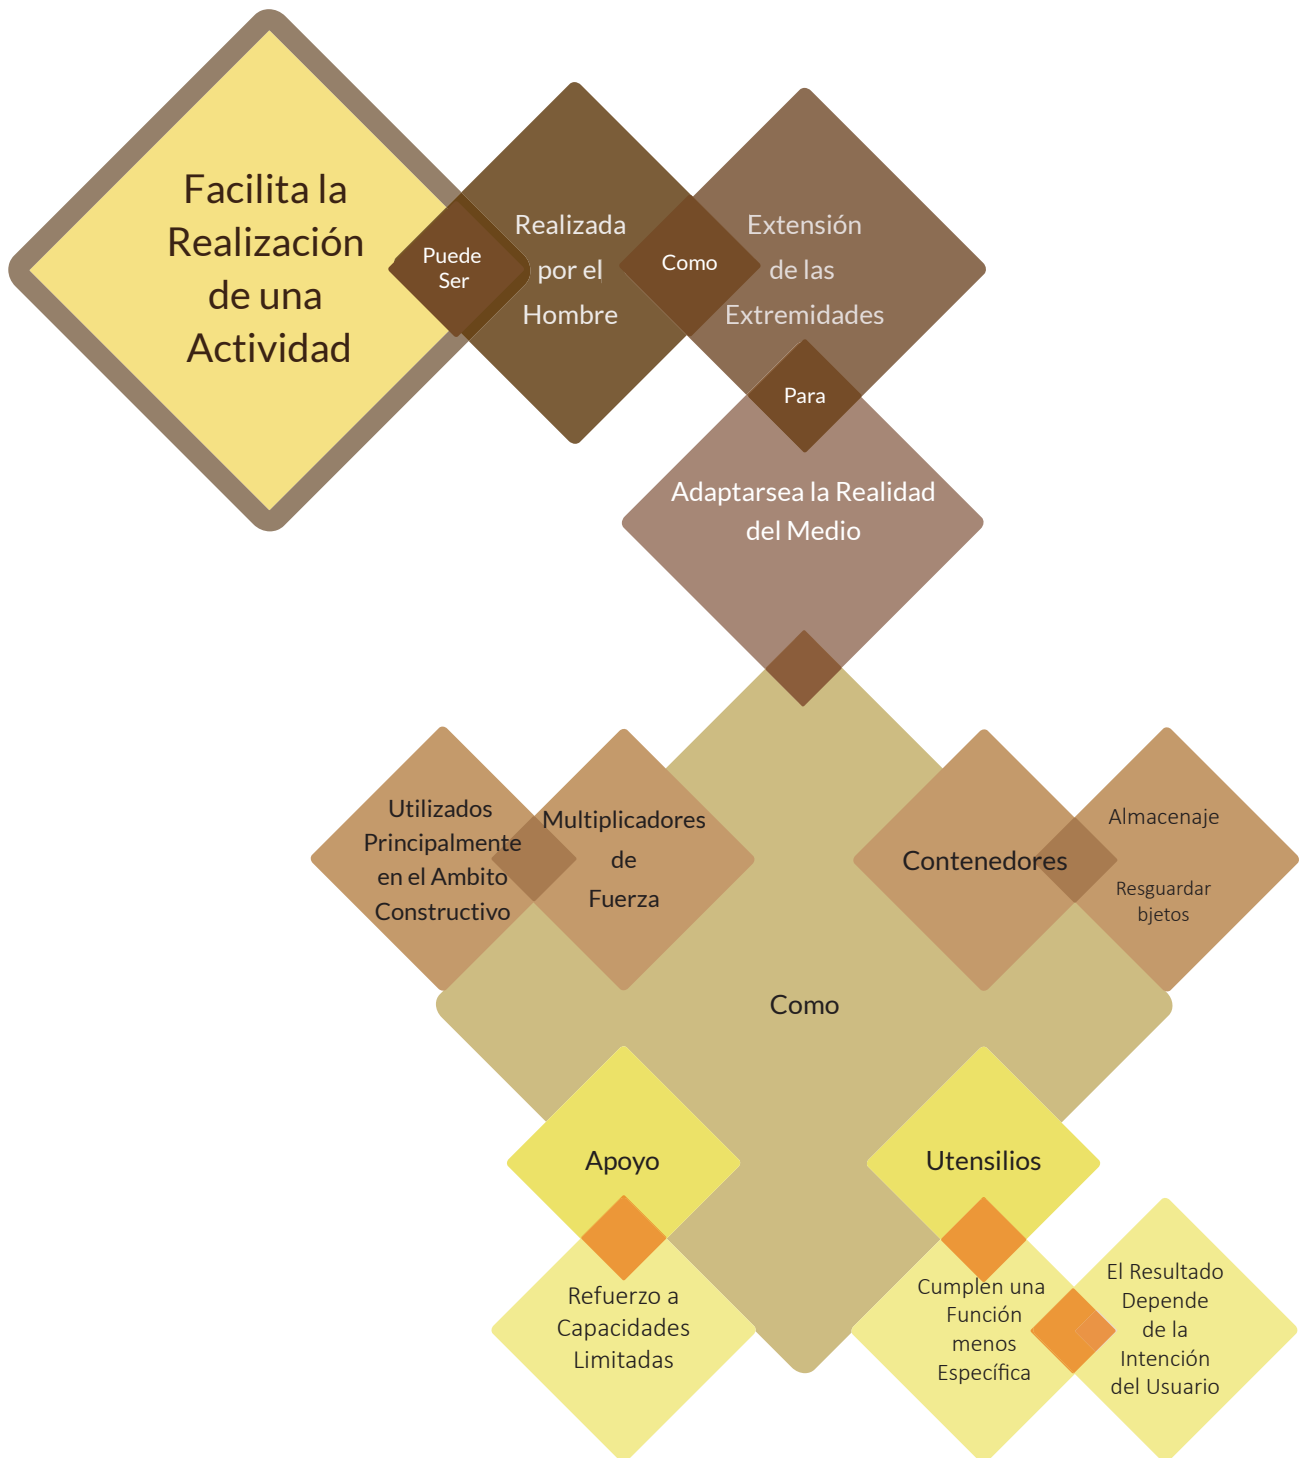 Facilita la
Realización
de una
Actividad
Puede
Ser
Realizada
por el
Hombre
Como
Extensión
de las
Extremidades
Para
Adaptarsea la Realidad
del Medio
Utilizados
Principalmente
en el Ambito
Constructivo
Multiplicadores
de
Fuerza
Contenedores
Almacenaje
Resguardar
bjetos
Como
Apoyo
Refuerzo a
Capacidades
Limitadas
Utensilios
Cumplen una
Función
menos
Específica
El Resultado
Depende
de la
Intención
del Usuario